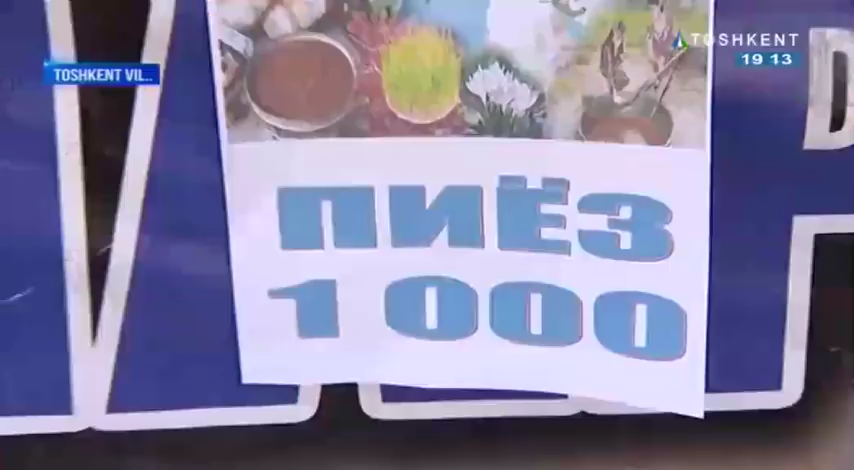 TOSHKENT
19 13
TOSHKENT VIL..
ПИЁЗ
1 000